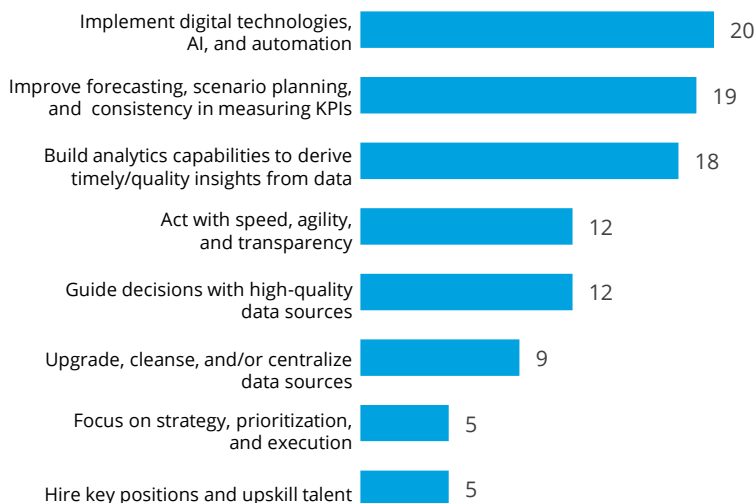 Implement digital technologies,
AI, and automation
20
Improve forecasting, scenario planning,
and consistency in measuring KPIs
19
Build analytics capabilities to derive
timely/quality insights from data
18
Act with speed, agility,
and transparency
12
Guide decisions with high-quality
data sources
12
Upgrade, cleanse, and/or centralize
data sources
9
Focus on strategy, prioritization,
and execution
5
Hire key positions and upskill talent
5